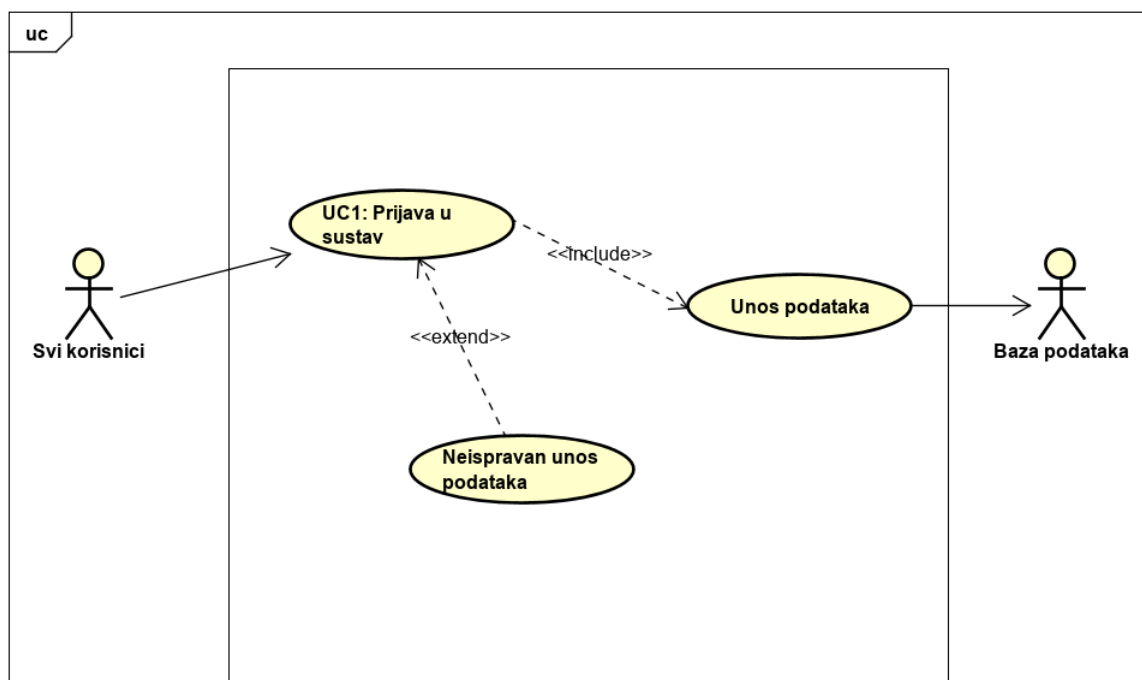 uc
UC1: Prijava u
sustav
<<include>>
Unos podataka
Svi korisnici
<<extend>>
Baza podataka
Neispravan unos
podataka